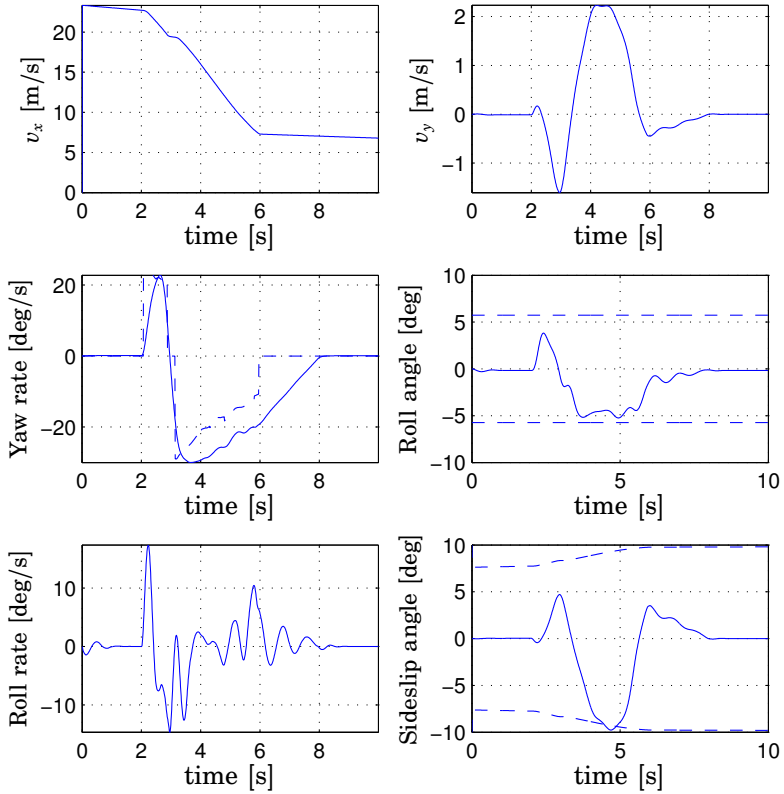 v_x [m/s]
20
15
10
5
0
0 2 4 6 8
time [s]
v_y [m/s]
2
1
0
−1
0 2 4 6 8
time [s]
Yaw rate [deg/s]
20
0
−20
0 2 4 6 8
time [s]
Roll angle [deg]
10
5
0
−5
−10
0 5 10
time [s]
Roll rate [deg/s]
10
0
−10
0 2 4 6 8
time [s]
Sideslip angle [deg]
10
5
0
−5
−10
0 5 10
time [s]